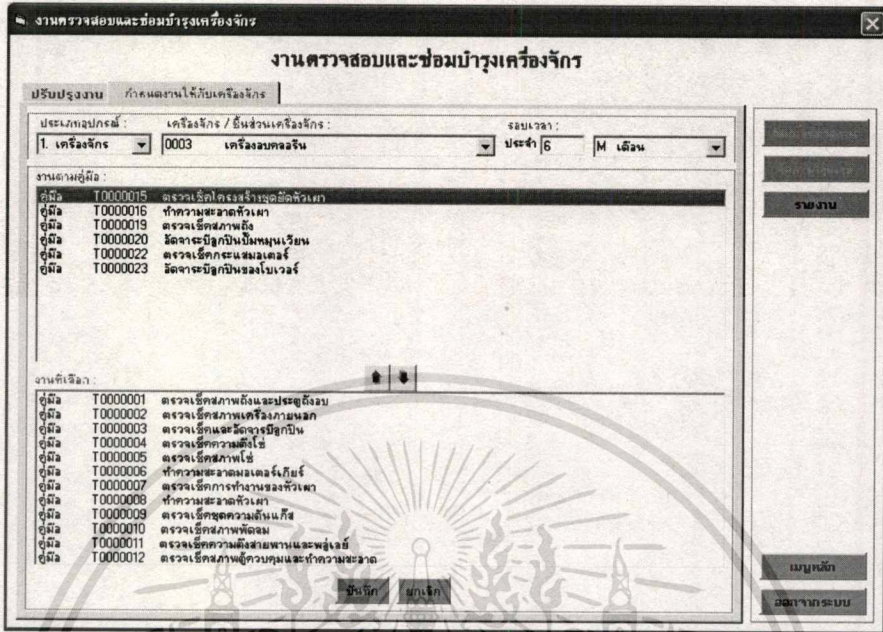 งานตรวจสอบและซ่อมบำรุงเครื่องจักร
งานตรวจสอบและซ่อมบำรุงเครื่องจักร
ปรับปรุงงาน กำหนดงานให้กับเครื่องจักร
ประเภทอุปกรณ์ : เครื่องจักร / ชิ้นส่วนเครื่องจักร : รอบเวลา :
1. เครื่องจักร 0003 เครื่องอบคลอรีน ประจำ 6 M เดือน
งานตามคู่มือ :
คู่มือ T0000015 ตรวจเช็คโครงสร้างชุดยึดหัวเผา
คู่มือ T0000016 ทำความสะอาดหัวเผา
คู่มือ T0000019 ตรวจเช็คสภาพถัง
คู่มือ T0000020 อัดจาระบีลูกปืนปั๊มหมุนเวียน
คู่มือ T0000022 ตรวจเช็คกระแสมอเตอร์
คู่มือ T0000023 อัดจาระบีลูกปืนของโบเวอร์
รายงาน
งานที่เลือก :
คู่มือ T0000001 ตรวจเช็คสภาพถังและประตูถังอบ
คู่มือ T0000002 ตรวจเช็คสภาพเครื่องภายนอก
คู่มือ T0000003 ตรวจเช็คและอัดจารบีลูกปืน
คู่มือ T0000004 ตรวจเช็คความตึงโซ่
คู่มือ T0000005 ตรวจเช็คสภาพโซ่
คู่มือ T0000006 ทำความสะอาดมอเตอร์เกียร์
คู่มือ T0000007 ตรวจเช็คการทำงานของหัวเผา
คู่มือ T0000008 ทำความสะอาดหัวเผา
คู่มือ T0000009 ตรวจเช็คชุดความดันแก๊ส
คู่มือ T0000010 ตรวจเช็คสภาพพัดลม
คู่มือ T0000011 ตรวจเช็คความตึงสายพานและพลูเลย์
คู่มือ T0000012 ตรวจเช็คสภาพตู้ควบคุมและทำความสะอาด
บันทึก ยกเลิก
เมนูหลัก
ออกจากระบบ